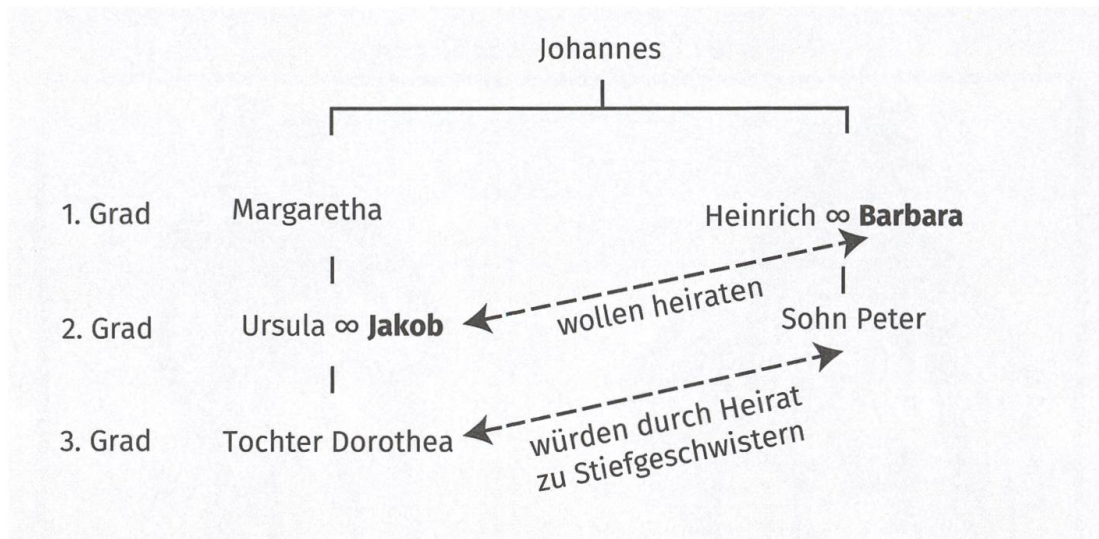 Johannes
1. Grad Margaretha Heinrich ∞ Barbara
wollen heiraten
2. Grad Ursula ∞ Jakob Sohn Peter
3. Grad Tochter Dorothea würden durch Heirat
zu Stiefgeschwistern